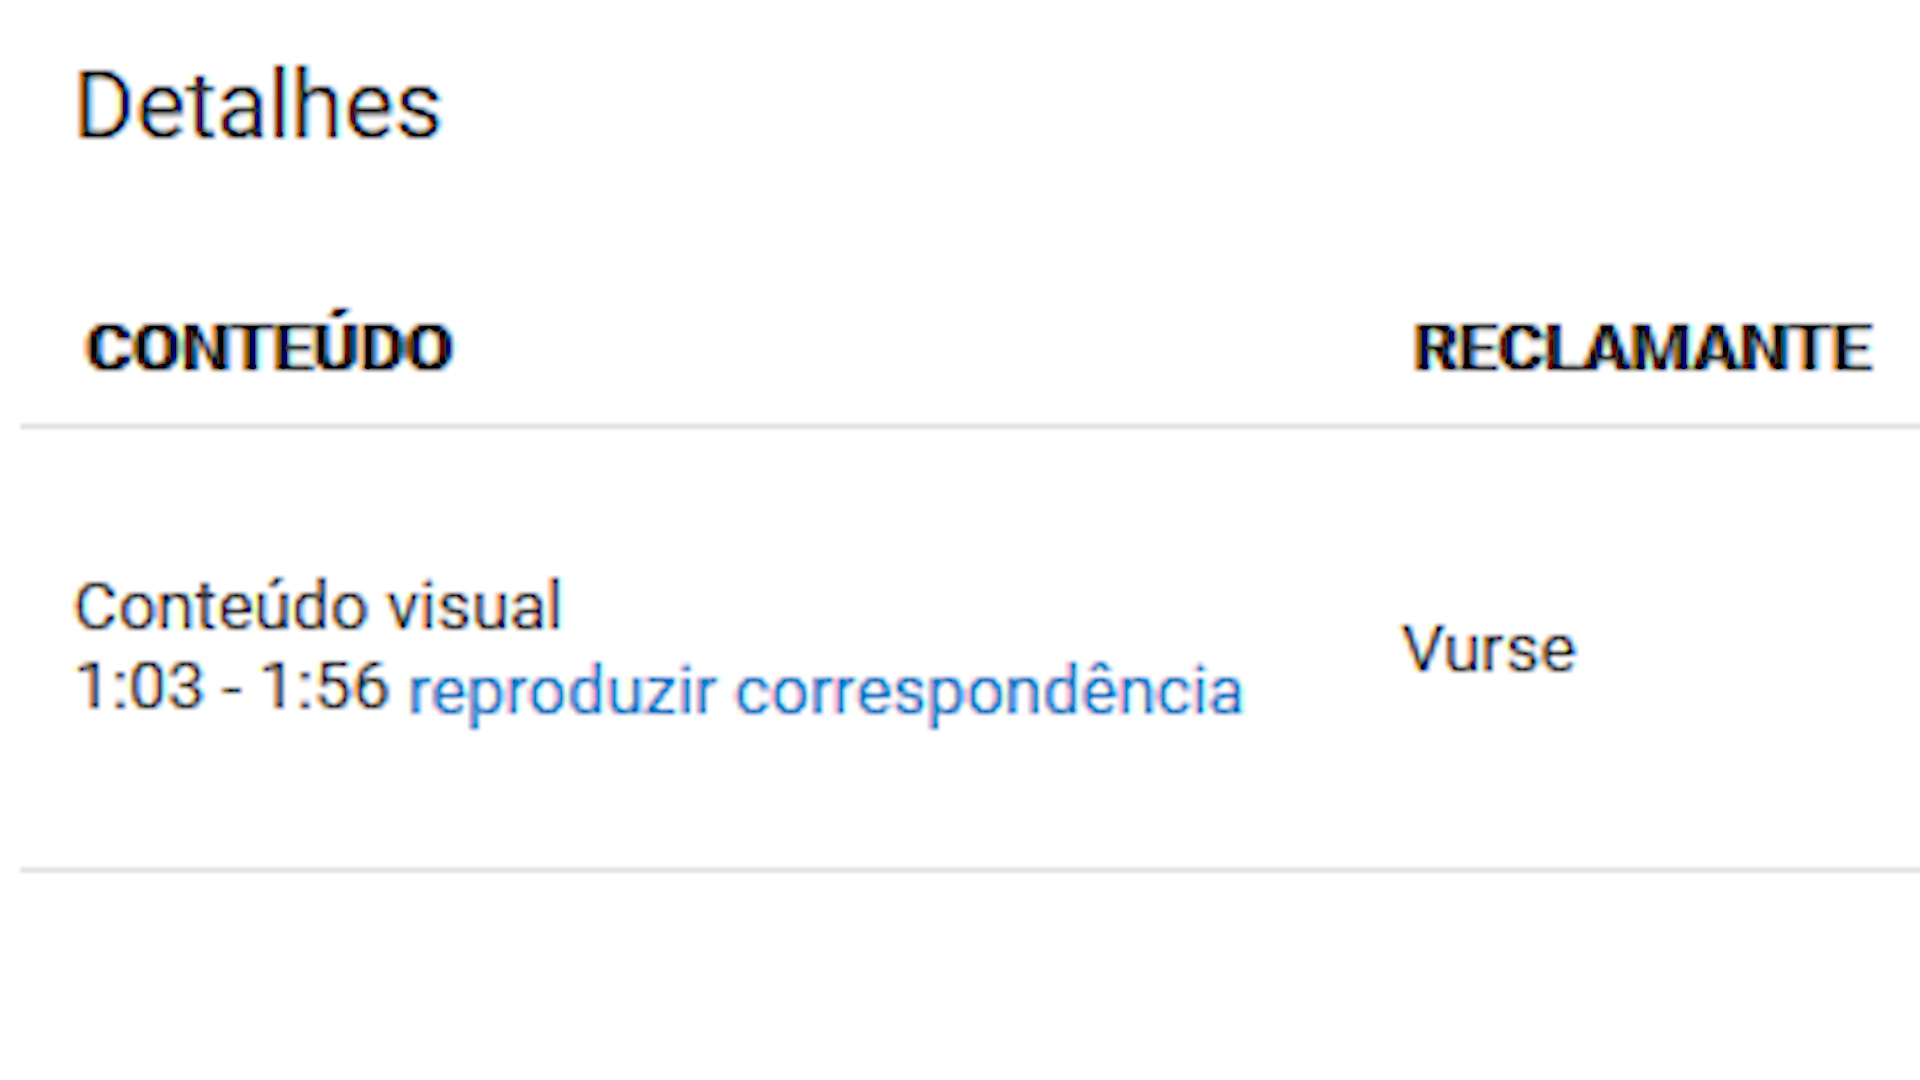 Detalhes
CONTEÚDO
RECLAMANTE
Conteúdo visual
1:03 - 1:56 reproduzir correspondência
Vurse